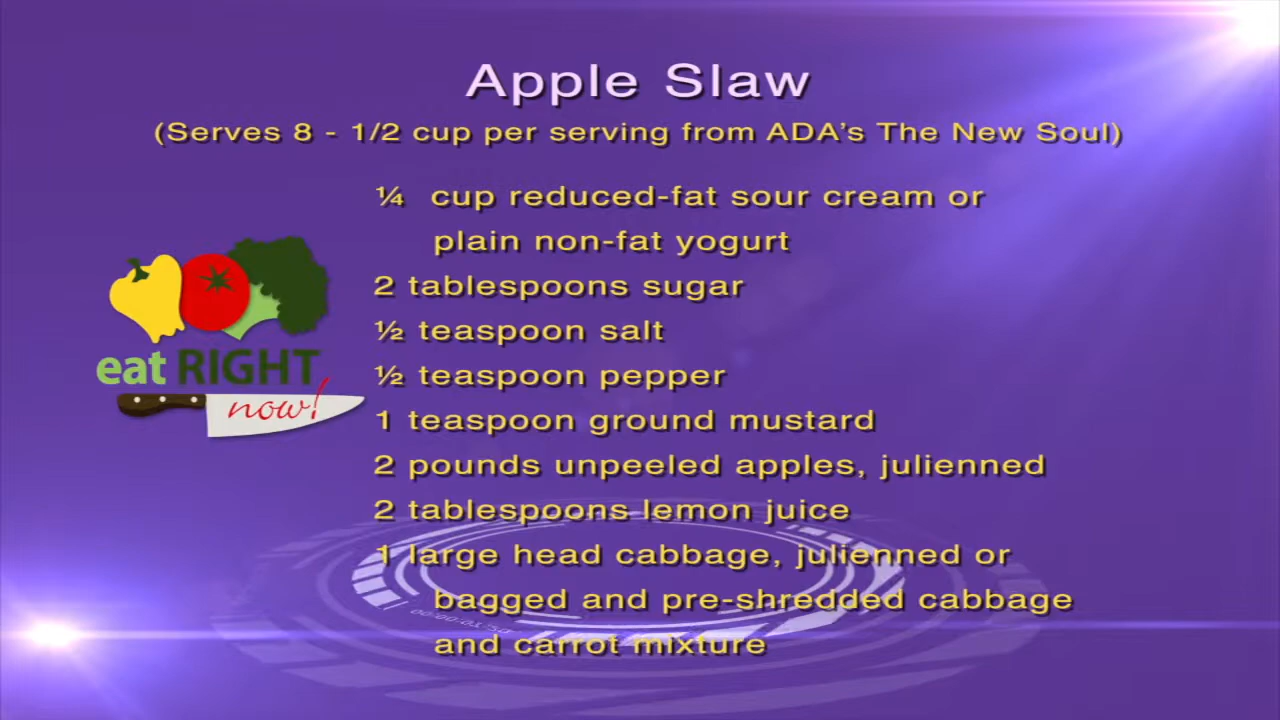 Apple Slaw
(Serves 8 - 1/2 cup per serving from ADA's The New Soul)
¼ cup reduced-fat sour cream or
plain non-fat yogurt
2 tablespoons sugar
½ teaspoon salt
½ teaspoon pepper
1 teaspoon ground mustard
2 pounds unpeeled apples, julienned
2 tablespoons lemon juice
1 large head cabbage, julienned or
bagged and pre-shredded cabbage
and carrot mixture
eat RIGHT
now!